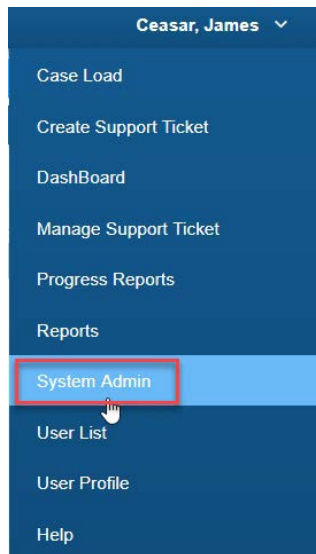 Ceasar, James
Case Load
Create Support Ticket
DashBoard
Manage Support Ticket
Progress Reports
Reports
System Admin
User List
User Profile
Help